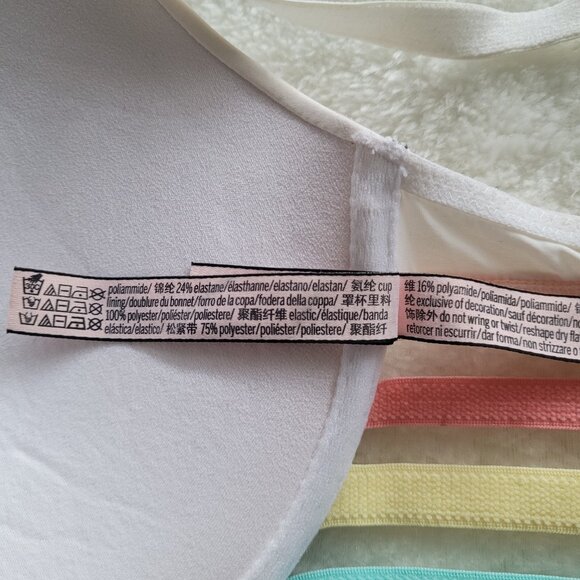 poliammide/ 锦纶 24% elastane/élasthanne/elastano/elastan/ 氨纶 cup
lining/doublure du bonnet/forro de la copa/fodera della coppa/ 罩杯里料
100% polyester/poliéster/poliestere/ 聚酯纤维 elastic/élastique/banda
elástica/elastico/ 松紧带 75% polyester/poliéster/poliestere/ 聚酯纤
维 16% polyamide/poliamida/poliammide/
纶 exclusive of decoration/sauf décoration/
饰除外 do not wring or twist/reshape dry fla
retorcer ni escurrir/dar forma/non strizzare o